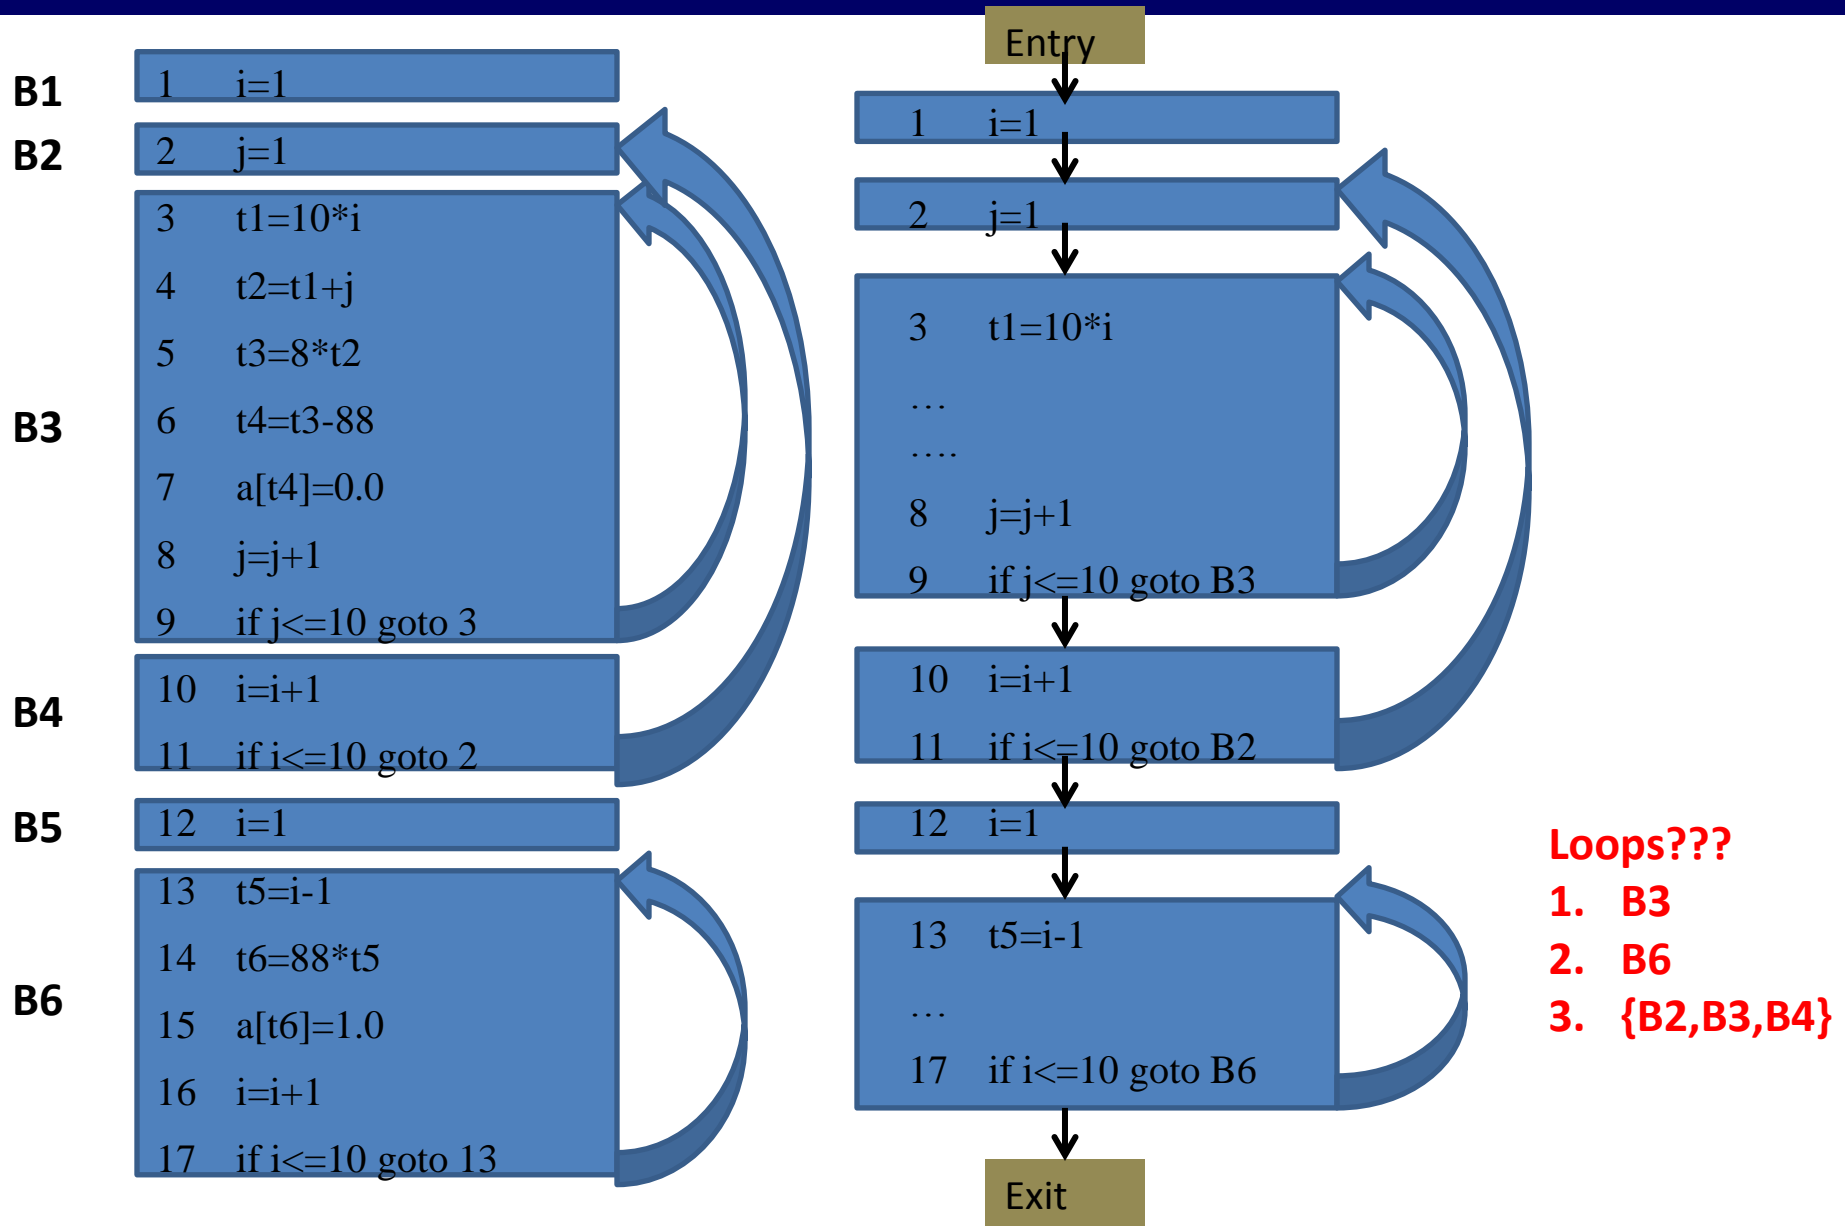 B1
1 i=1
B2
2 j=1
B3
3 t1=10*i
4 t2=t1+j
5 t3=8*t2
6 t4=t3-88
7 a[t4]=0.0
8 j=j+1
9 if j<=10 goto 3
B4
10 i=i+1
11 if i<=10 goto 2
B5
12 i=1
B6
13 t5=i-1
14 t6=88*t5
15 a[t6]=1.0
16 i=i+1
17 if i<=10 goto 13
Entry
1 i=1
2 j=1
3 t1=10*i
…
….
8 j=j+1
9 if j<=10 goto B3
10 i=i+1
11 if i<=10 goto B2
12 i=1
13 t5=i-1
…
17 if i<=10 goto B6
Exit
Loops???
1. B3
2. B6
3. {B2,B3,B4}